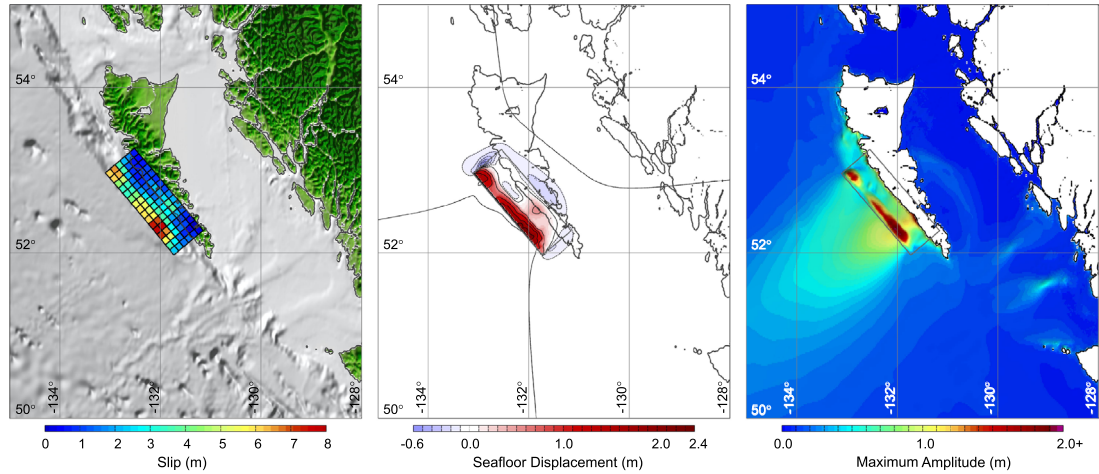 54° 54° 54°
52° 52° 52°
50° 50° 50°
-134° -132° -130° -128° -134° -132° -130° -128° -134° -132° -130° -128°
0 1 2 3 4 5 6 7 8 -0.6 0.0 1.0 2.0 2.4 0.0 1.0 2.0+
Slip (m) Seafloor Displacement (m) Maximum Amplitude (m)